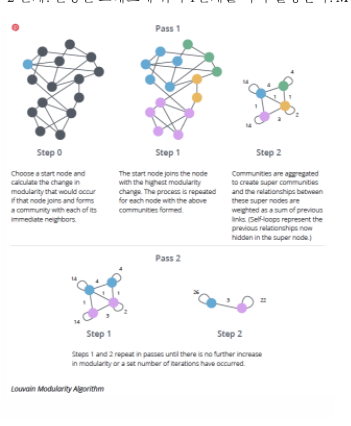 Pass 1
Step 0
Step 1
Step 2
Choose a start node and
calculate the change in
modularity that would occur
if that node joins and forms
a community with each of its
immediate neighbors.
The start node joins the node
with the highest modularity
change. The process is repeated
for each node with the above
communities formed.
Communities are aggregated
to create super communities
and the relationships between
these super nodes are
weighted as a sum of previous
links. (Self-loops represent the
previous relationships now
hidden in the super node.)
14
4
4
1
1
1
3
2
14
Pass 2
14
4
4
1
1
3
2
14
26
3
22
Step 1
Step 2
Steps 1 and 2 repeat in passes until there is no further increase
in modularity or a set number of iterations have occurred.
Louvain Modularity Algorithm